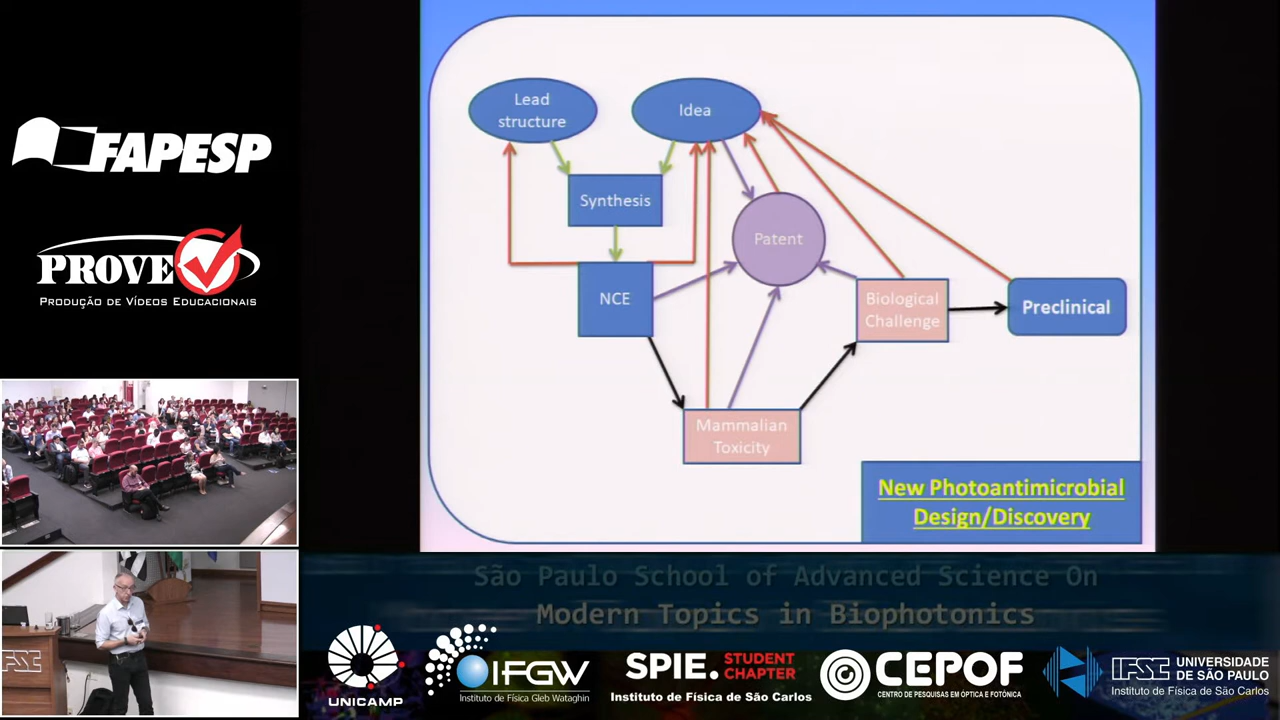 FAPESP
PROVE
PRODUÇÃO DE VÍDEOS EDUCACIONAIS
Lead
structure
Idea
Synthesis
Patent
NCE
Biological
Challenge
Preclinical
Mammalian
Toxicity
New Photoantimicrobial
Design/Discovery
São Paulo School of Advanced Science On
Modern Topics in Biophotonics
UNICAMP
IFGW
Instituto de Física Gleb Wataghin
SPIE. STUDENT
CHAPTER
Instituto de Física de São Carlos
CEPOF
CENTRO DE PESQUISAS EM ÓPTICA E FOTÔNICA
IFSC UNIVERSIDADE
DE SÃO PAULO
Instituto de Física de São Carlos